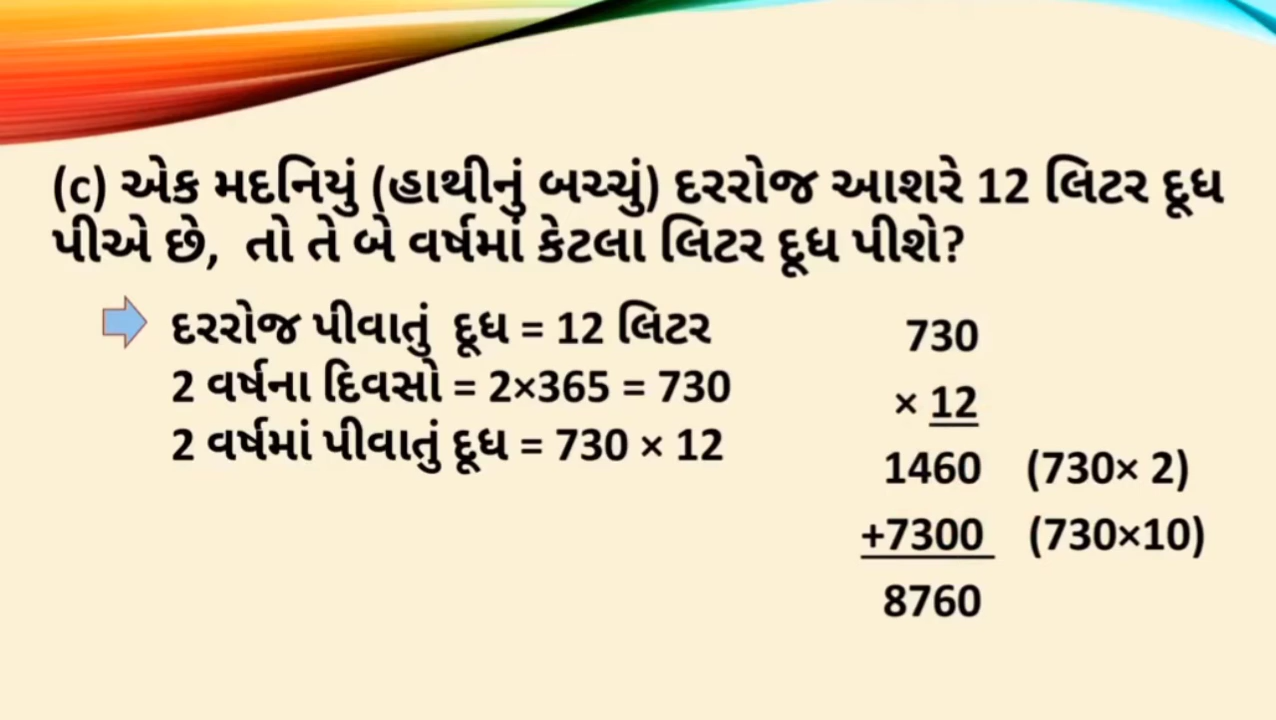 (c) એક મદનિયું (હાથીનું બચ્ચું) દરરોજ આશરે 12 લિટર દૂધ
પીએ છે, તો તે બે વર્ષમાં કેટલા લિટર દૂધ પીશે?
દરરોજ પીવાતું દૂધ = 12 લિટર
2 વર્ષના દિવસો = 2×365 = 730
2 વર્ષમાં પીવાતું દૂધ = 730 × 12
730
× 12
1460 (730× 2)
+7300 (730×10)
8760